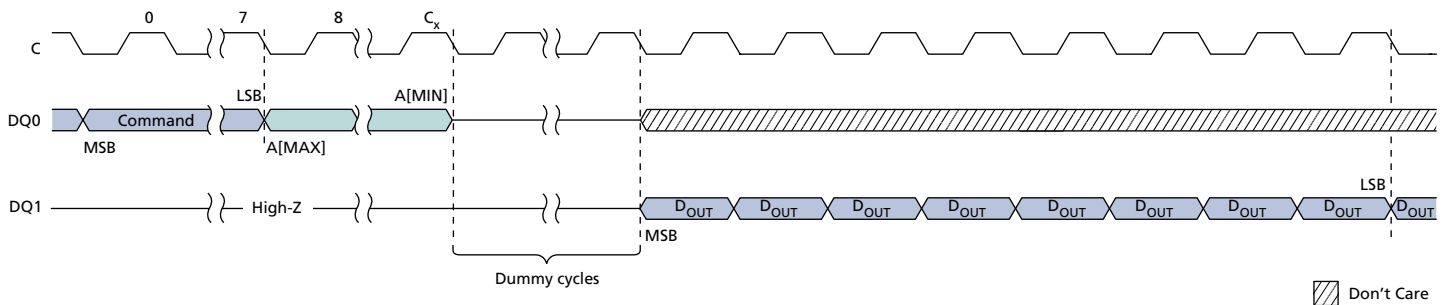 0 7 8 Cx
C
LSB A[MIN]
DQ0 Command
MSB A[MAX]
LSB
DQ1 High-Z DOUT DOUT DOUT DOUT DOUT DOUT DOUT DOUT DOUT
MSB
Dummy cycles
Don't Care